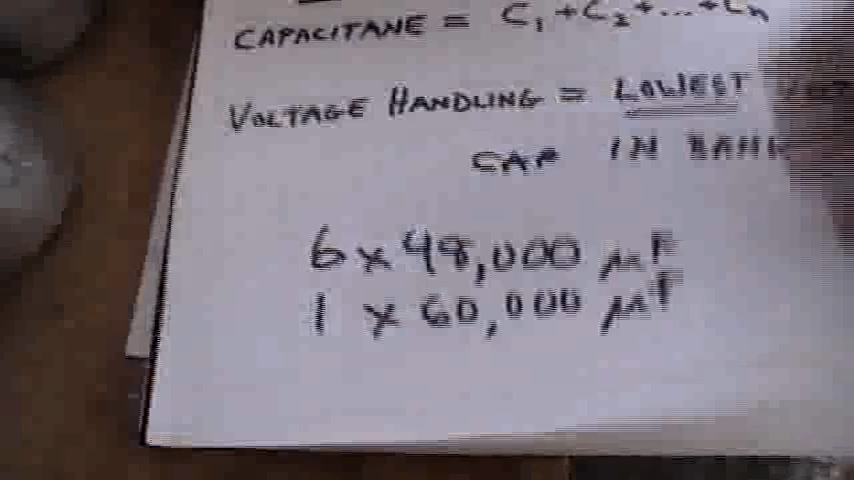 CAPACITANE = C₁ + C₂ + ... + Cₙ
VOLTAGE HANDLING = LOWEST
CAP IN BANK
6 x 48,000 µF
1 x 60,000 µF